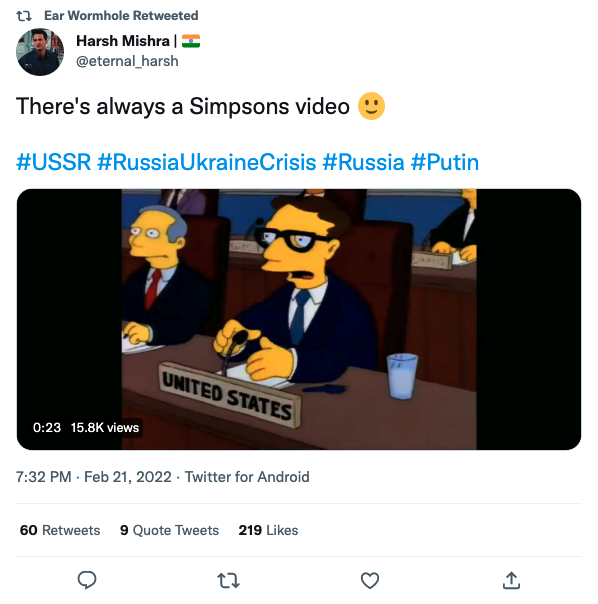 Ear Wormhole Retweeted
Harsh Mishra |
@eternal_harsh
There's always a Simpsons video
#USSR #RussiaUkraineCrisis #Russia #Putin
UNITED STATES
0:23 15.8K views
7:32 PM · Feb 21, 2022 · Twitter for Android
60 Retweets 9 Quote Tweets 219 Likes